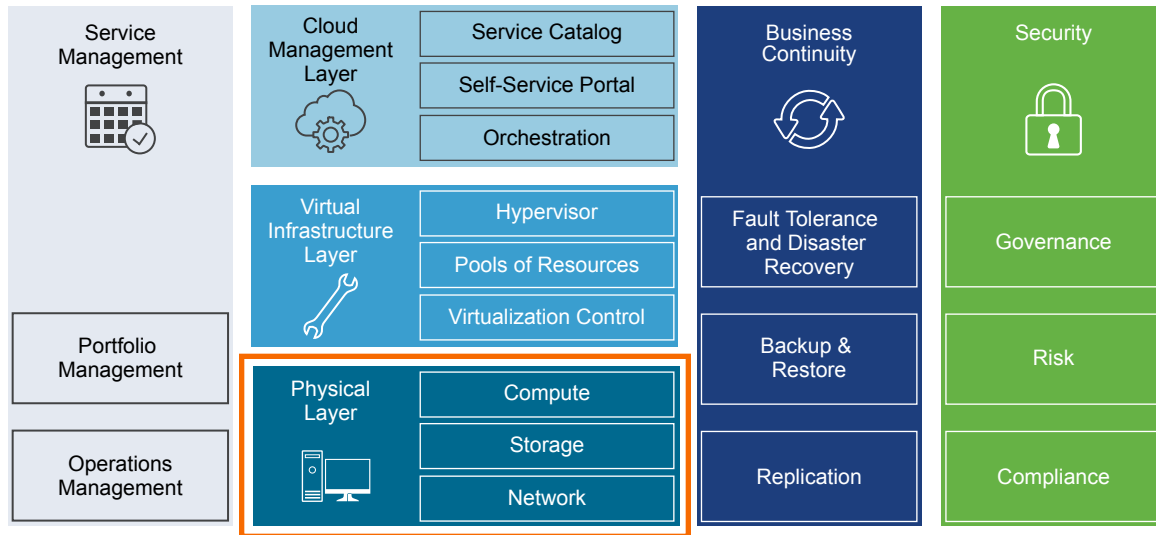 Service
Management
Portfolio
Management
Operations
Management
Cloud
Management
Layer
Service Catalog
Self-Service Portal
Orchestration
Virtual
Infrastructure
Layer
Hypervisor
Pools of Resources
Virtualization Control
Physical
Layer
Compute
Storage
Network
Business
Continuity
Fault Tolerance
and Disaster
Recovery
Backup &
Restore
Replication
Security
Governance
Risk
Compliance